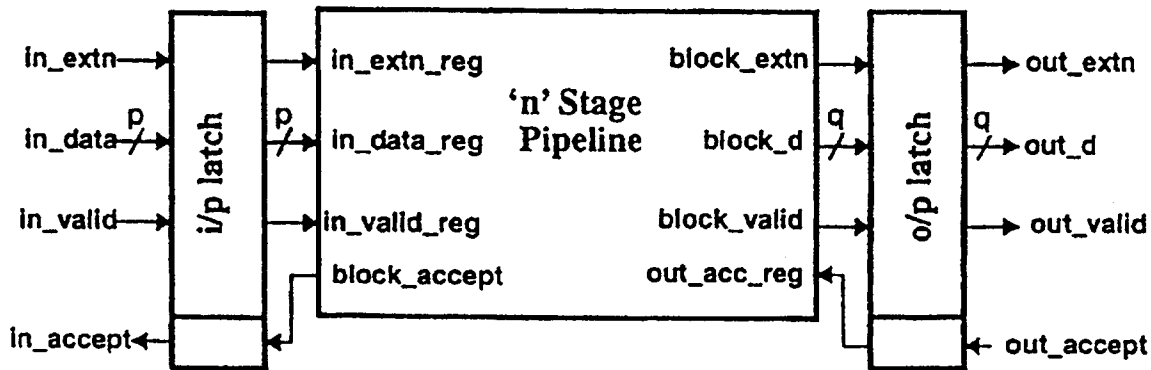 in_extn
in_extn_reg
block_extn
out_extn
'n' Stage
Pipeline
in_data
p
p
in_data_reg
block_d
q
q
out_d
i/p latch
o/p latch
in_valid
in_valid_reg
block_valid
out_valid
block_accept
out_acc_reg
in_accept
out_accept